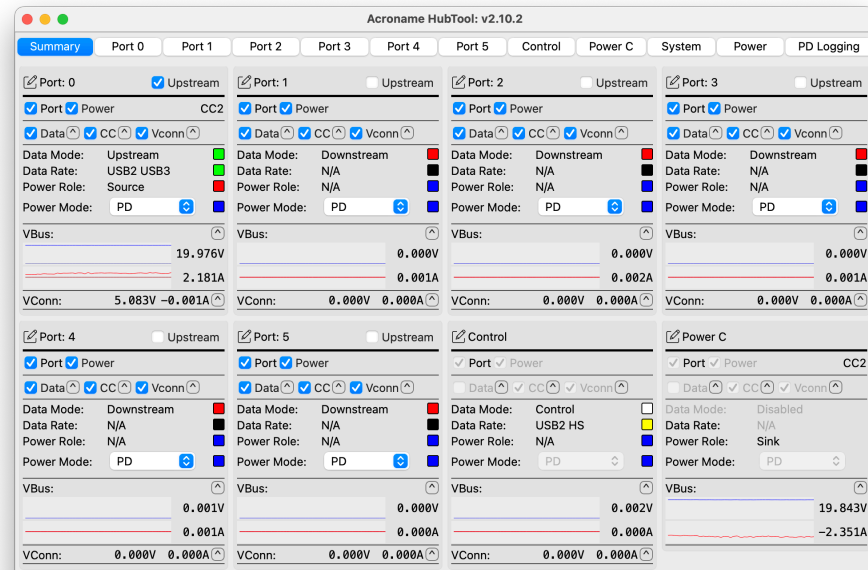 Acroname HubTool: v2.10.2
Summary Port 0 Port 1 Port 2 Port 3 Port 4 Port 5 Control Power C System Power PD Logging
Port: 0 Upstream Port: 1 Upstream Port: 2 Upstream Port: 3 Upstream
Port Power CC2 Port Power Port Power Port Power
Data CC Vconn Data CC Vconn Data CC Vconn Data CC Vconn
Data Mode: Upstream Data Mode: Downstream Data Mode: Downstream Data Mode: Downstream
Data Rate: USB2 USB3 Data Rate: N/A Data Rate: N/A Data Rate: N/A
Power Role: Source Power Role: N/A Power Role: N/A Power Role: N/A
Power Mode: PD Power Mode: PD Power Mode: PD Power Mode: PD
VBus: VBus: VBus: VBus:
19.976V 0.000V 0.000V 0.000V
2.181A 0.001A 0.002A 0.001A
VConn: 5.083V -0.001A VConn: 0.000V 0.000A VConn: 0.000V 0.000A VConn: 0.000V 0.000A
Port: 4 Upstream Port: 5 Upstream Control Power C
Port Power Port Power Port Power Port Power CC2
Data CC Vconn Data CC Vconn Data CC Vconn Data CC Vconn
Data Mode: Downstream Data Mode: Downstream Data Mode: Control Data Mode: Disabled
Data Rate: N/A Data Rate: N/A Data Rate: USB2 HS Data Rate: N/A
Power Role: N/A Power Role: N/A Power Role: N/A Power Role: Sink
Power Mode: PD Power Mode: PD Power Mode: PD Power Mode: PD
VBus: VBus: VBus: VBus:
0.001V 0.000V 0.002V 19.843V
0.001A 0.000A 0.000A -2.351A
VConn: 0.000V 0.000A VConn: 0.000V 0.000A VConn: 0.000V 0.000A